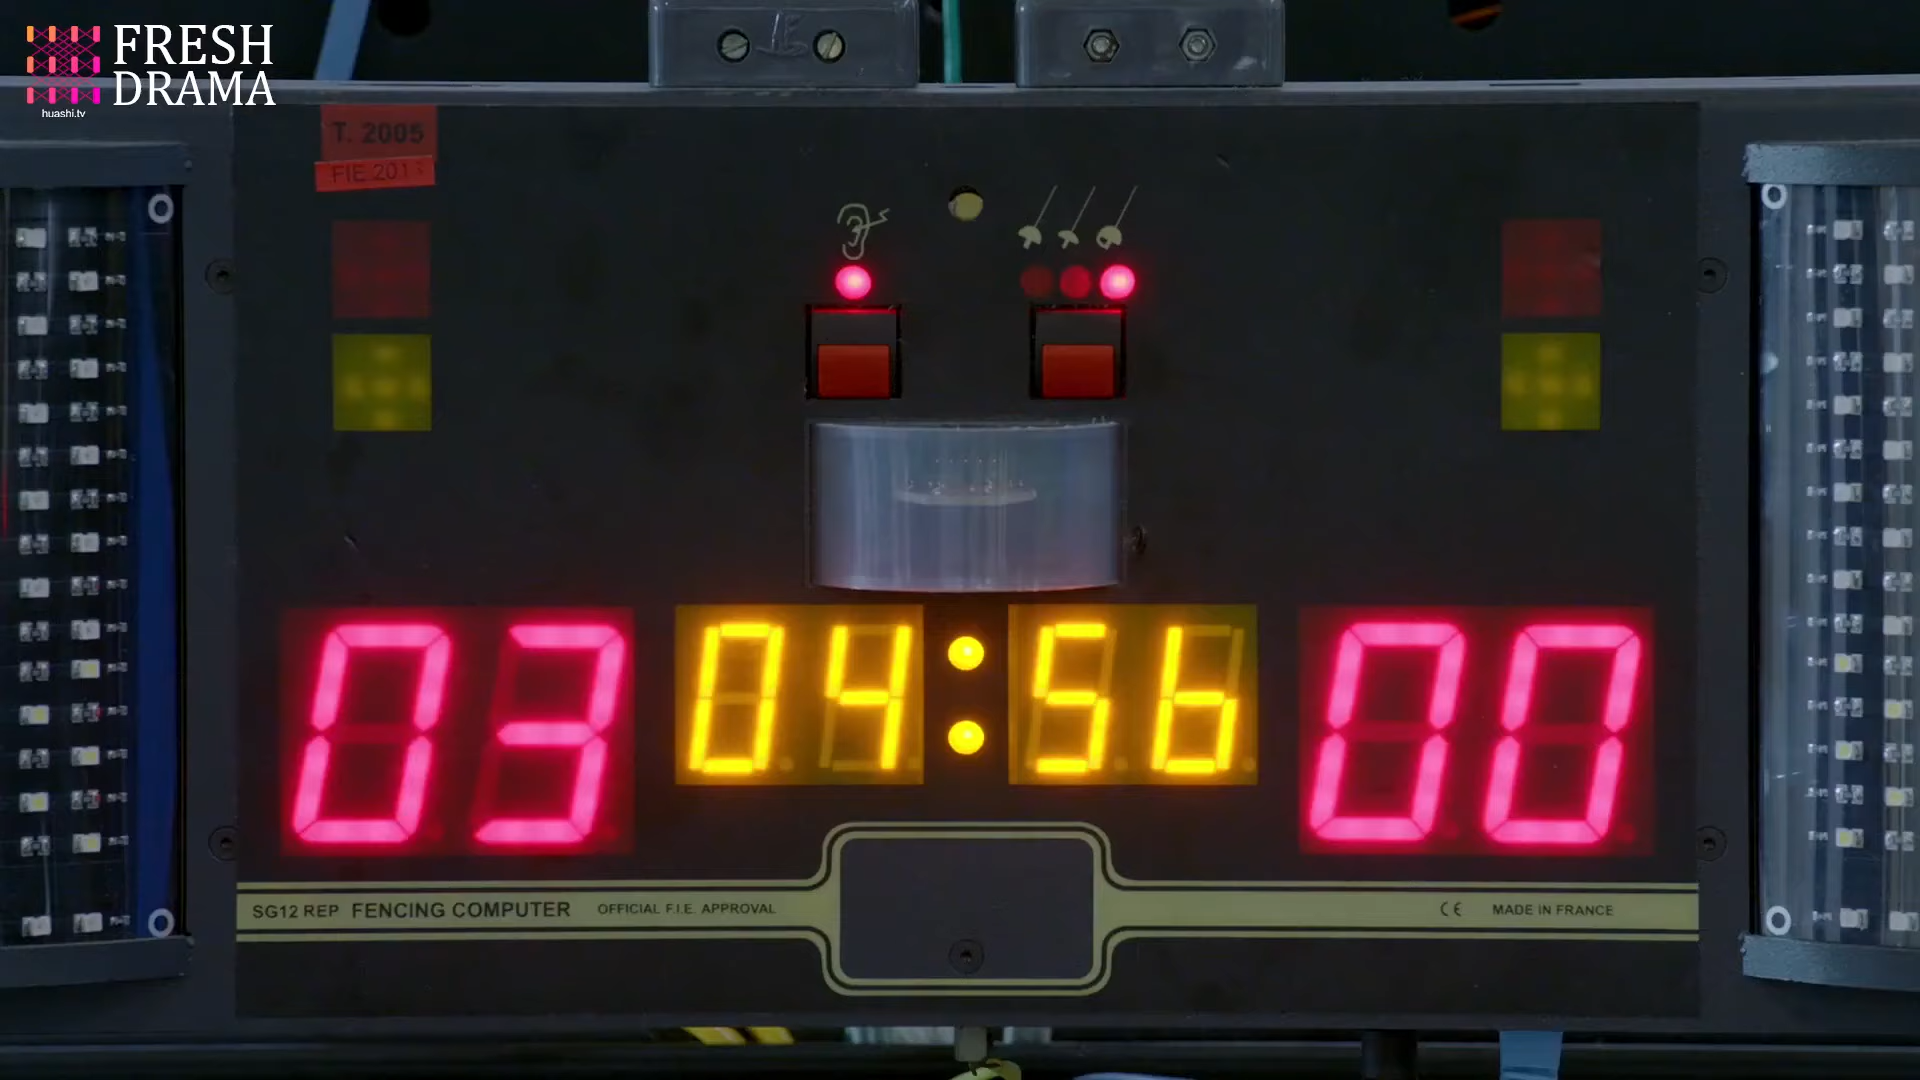 FRESH
DRAMA
huashi.tv
T. 2005
FIE 2013
03
04:56
00
SG12 REP FENCING COMPUTER OFFICIAL F.I.E. APPROVAL
CE MADE IN FRANCE